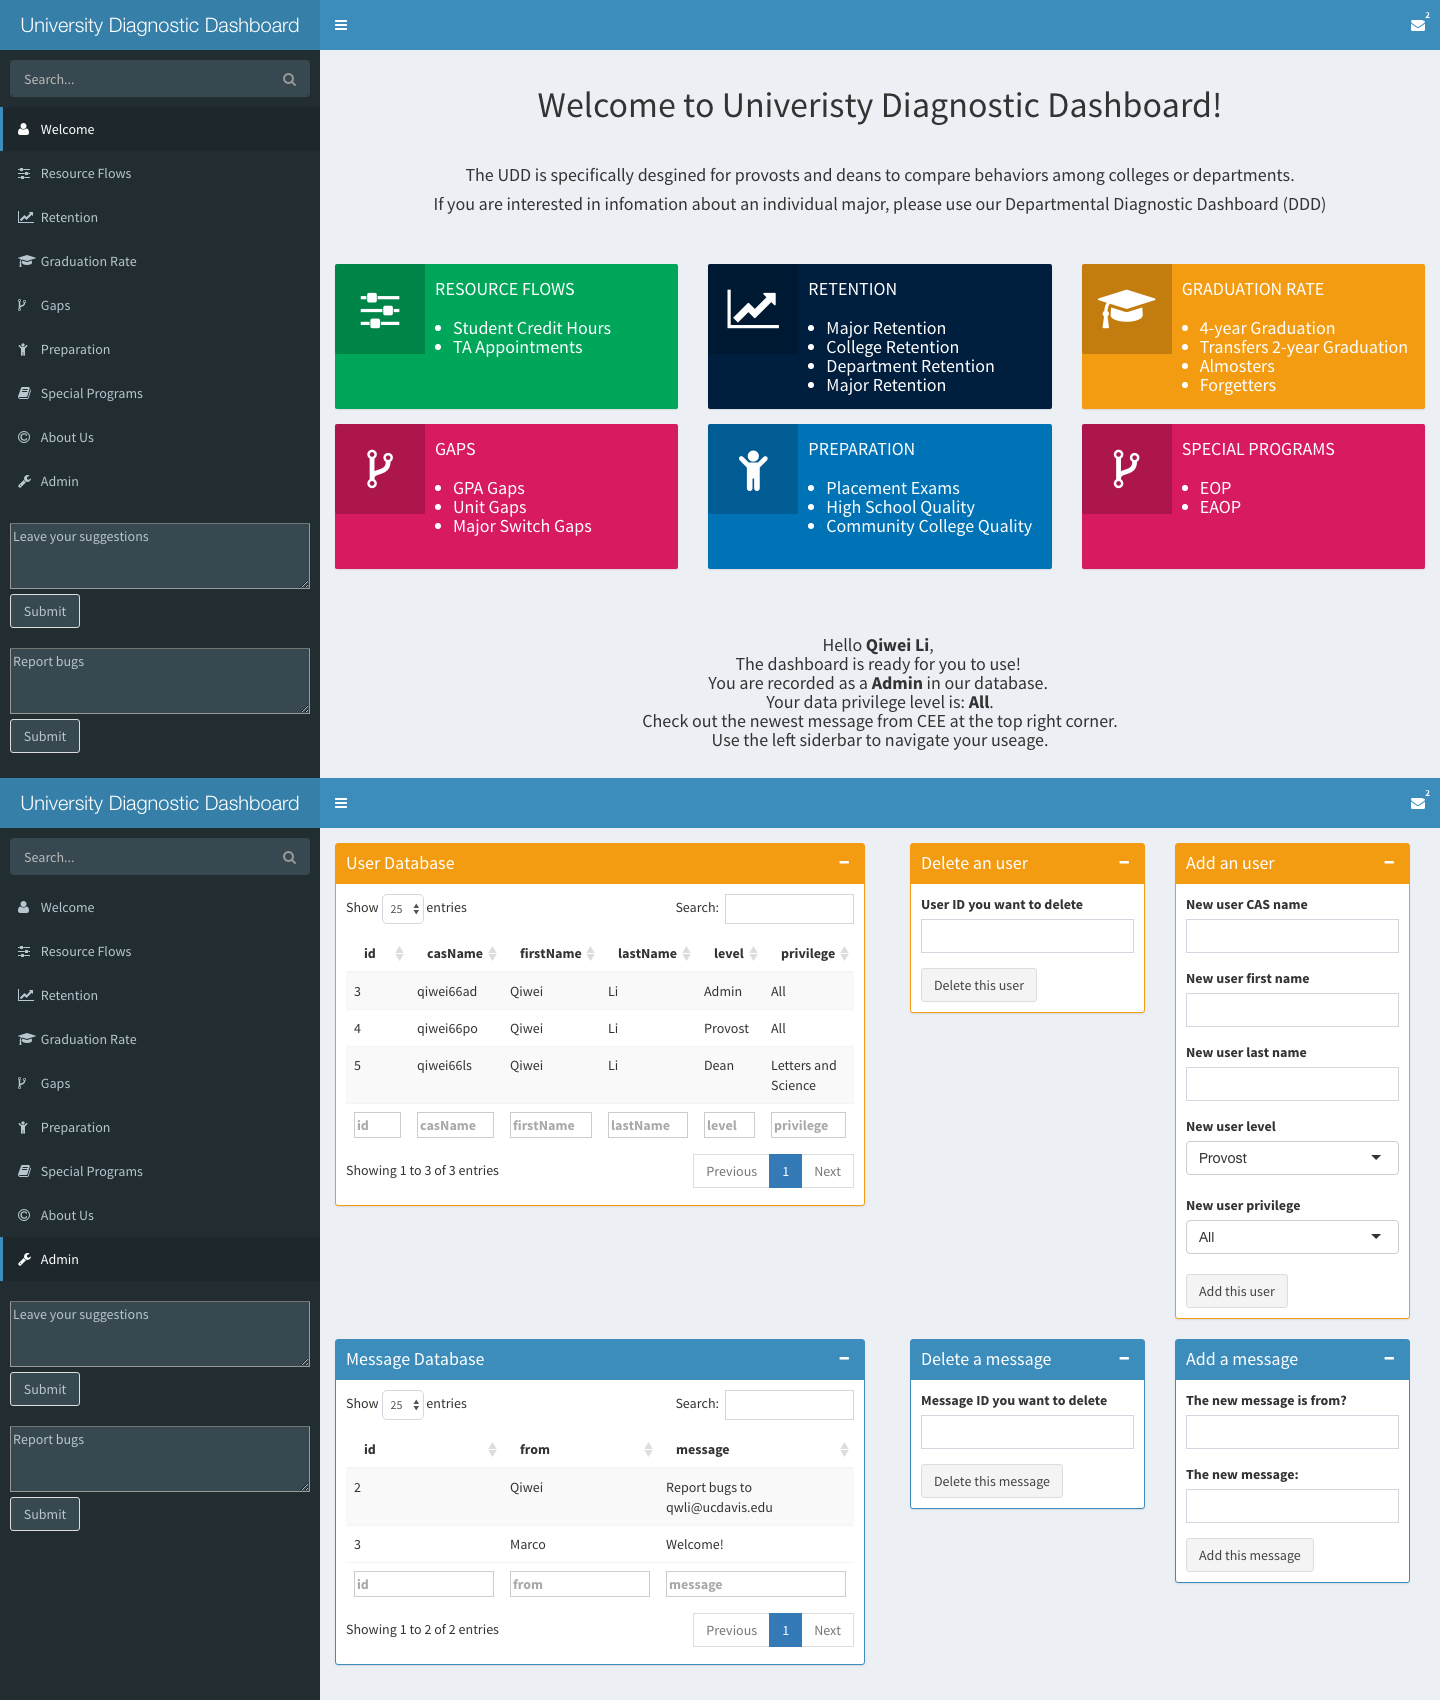 University Diagnostic Dashboard
2
Search...
Welcome
Resource Flows
Retention
Graduation Rate
Gaps
Preparation
Special Programs
About Us
Admin
Leave your suggestions
Submit
Report bugs
Submit
Welcome to Univeristy Diagnostic Dashboard!
The UDD is specifically desgined for provosts and deans to compare behaviors among colleges or departments.
If you are interested in infomation about an individual major, please use our Departmental Diagnostic Dashboard (DDD)
RESOURCE FLOWS
Student Credit Hours
TA Appointments
RETENTION
Major Retention
College Retention
Department Retention
Major Retention
GRADUATION RATE
4-year Graduation
Transfers 2-year Graduation
Almosters
Forgetters
GAPS
GPA Gaps
Unit Gaps
Major Switch Gaps
PREPARATION
Placement Exams
High School Quality
Community College Quality
SPECIAL PROGRAMS
EOP
EAOP
Hello Qiwei Li,
The dashboard is ready for you to use!
You are recorded as a Admin in our database.
Your data privilege level is: All.
Check out the newest message from CEE at the top right corner.
Use the left siderbar to navigate your useage.
University Diagnostic Dashboard
2
Search...
Welcome
Resource Flows
Retention
Graduation Rate
Gaps
Preparation
Special Programs
About Us
Admin
Leave your suggestions
Submit
Report bugs
Submit
User Database
Show 25 entries Search:
id casName firstName lastName level privilege
3 qiwei66ad Qiwei Li Admin All
4 qiwei66po Qiwei Li Provost All
5 qiwei66ls Qiwei Li Dean Letters and
Science
id casName firstName lastName level privilege
Showing 1 to 3 of 3 entries Previous 1 Next
Delete an user
User ID you want to delete
Delete this user
Add an user
New user CAS name
New user first name
New user last name
New user level
Provost
New user privilege
All
Add this user
Message Database
Show 25 entries Search:
id from message
2 Qiwei Report bugs to
qwli@ucdavis.edu
3 Marco Welcome!
id from message
Showing 1 to 2 of 2 entries Previous 1 Next
Delete a message
Message ID you want to delete
Delete this message
Add a message
The new message is from?
The new message:
Add this message